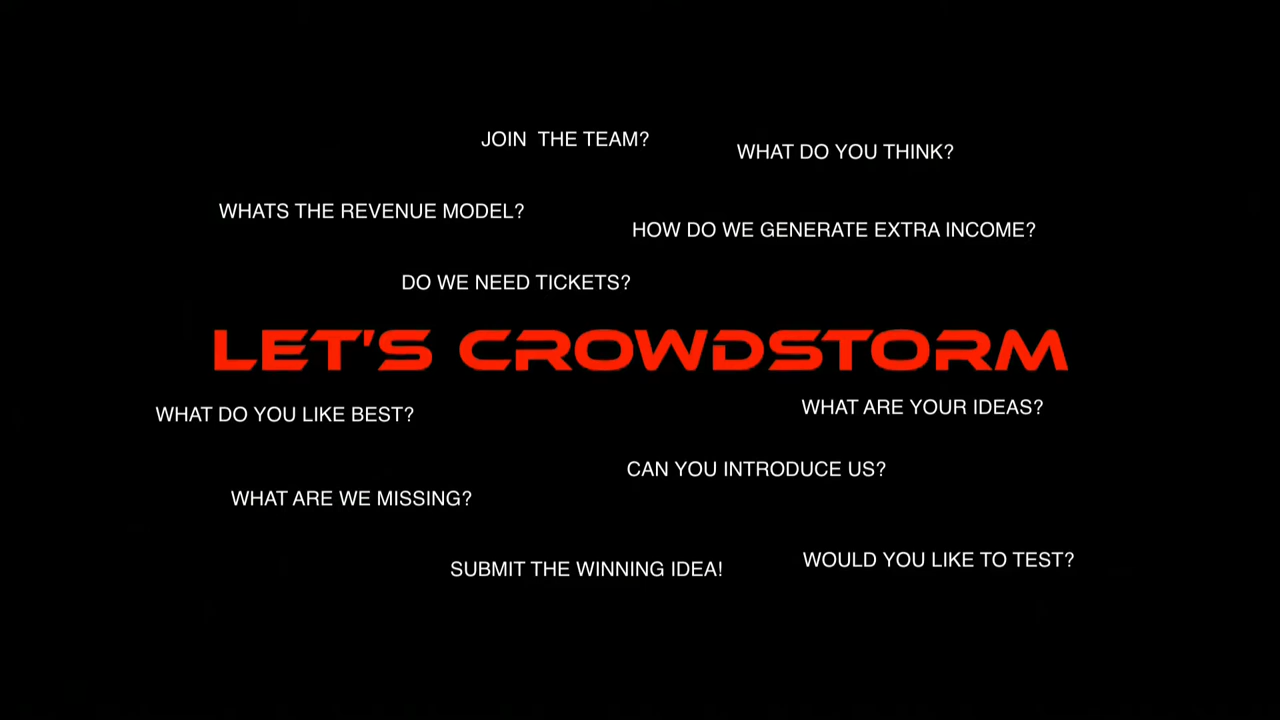 JOIN  THE TEAM?
WHAT DO YOU THINK?
WHATS THE REVENUE MODEL?
HOW DO WE GENERATE EXTRA INCOME?
DO WE NEED TICKETS?
LET'S CROWDSTORM
WHAT DO YOU LIKE BEST?
WHAT ARE YOUR IDEAS?
CAN YOU INTRODUCE US?
WHAT ARE WE MISSING?
SUBMIT THE WINNING IDEA!
WOULD YOU LIKE TO TEST?